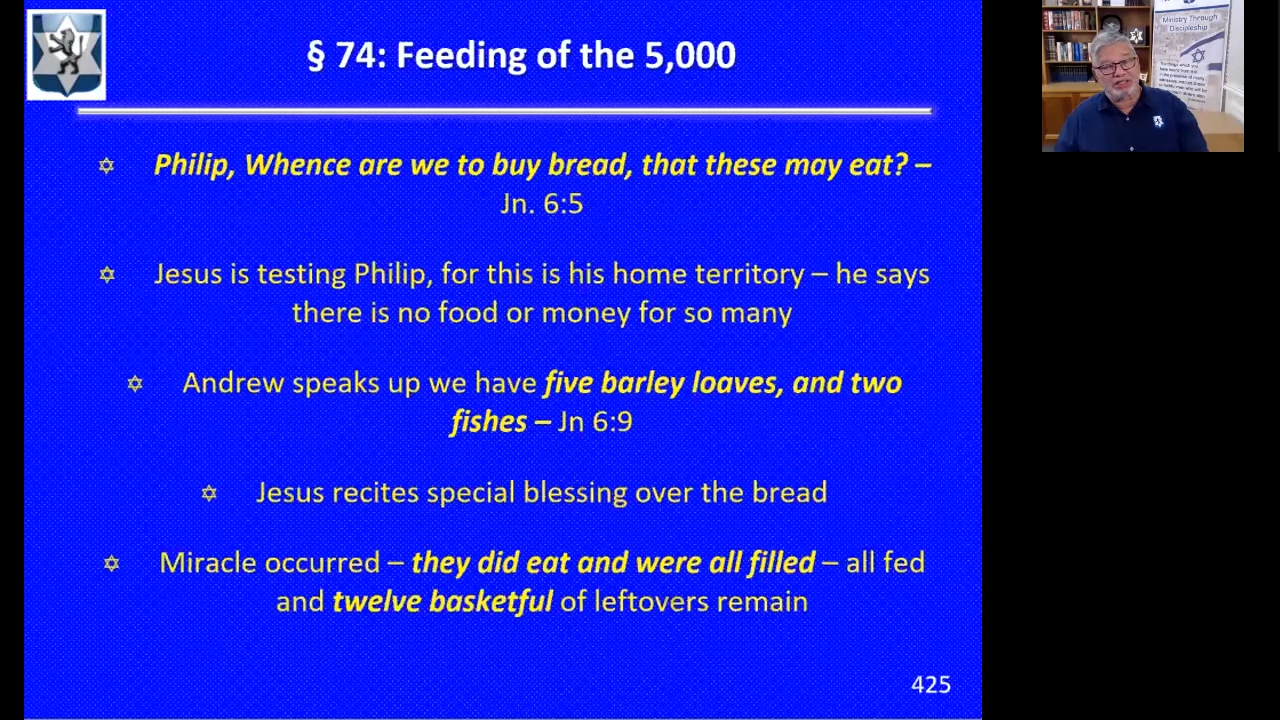 § 74: Feeding of the 5,000
Philip, Whence are we to buy bread, that these may eat? –
Jn. 6:5
Jesus is testing Philip, for this is his home territory – he says
there is no food or money for so many
Andrew speaks up we have five barley loaves, and two
fishes – Jn 6:9
Jesus recites special blessing over the bread
Miracle occurred – they did eat and were all filled – all fed
and twelve basketful of leftovers remain
425
Ministry Through
Discipleship